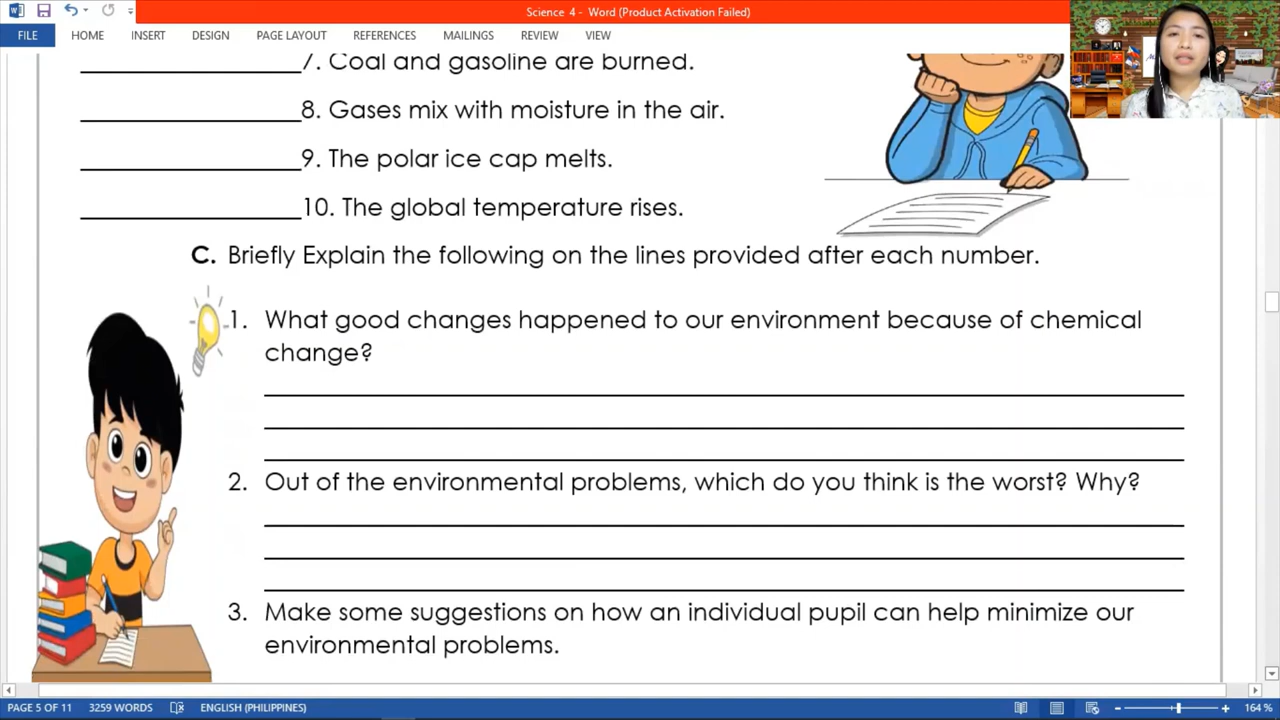 Science 4 - Word (Product Activation Failed)
FILE HOME INSERT DESIGN PAGE LAYOUT REFERENCES MAILINGS REVIEW VIEW
7. Coal and gasoline are burned.
8. Gases mix with moisture in the air.
9. The polar ice cap melts.
10. The global temperature rises.
C. Briefly Explain the following on the lines provided after each number.
1. What good changes happened to our environment because of chemical
change?
2. Out of the environmental problems, which do you think is the worst? Why?
3. Make some suggestions on how an individual pupil can help minimize our
environmental problems.
PAGE 5 OF 11 3259 WORDS ENGLISH (PHILIPPINES) 164 %